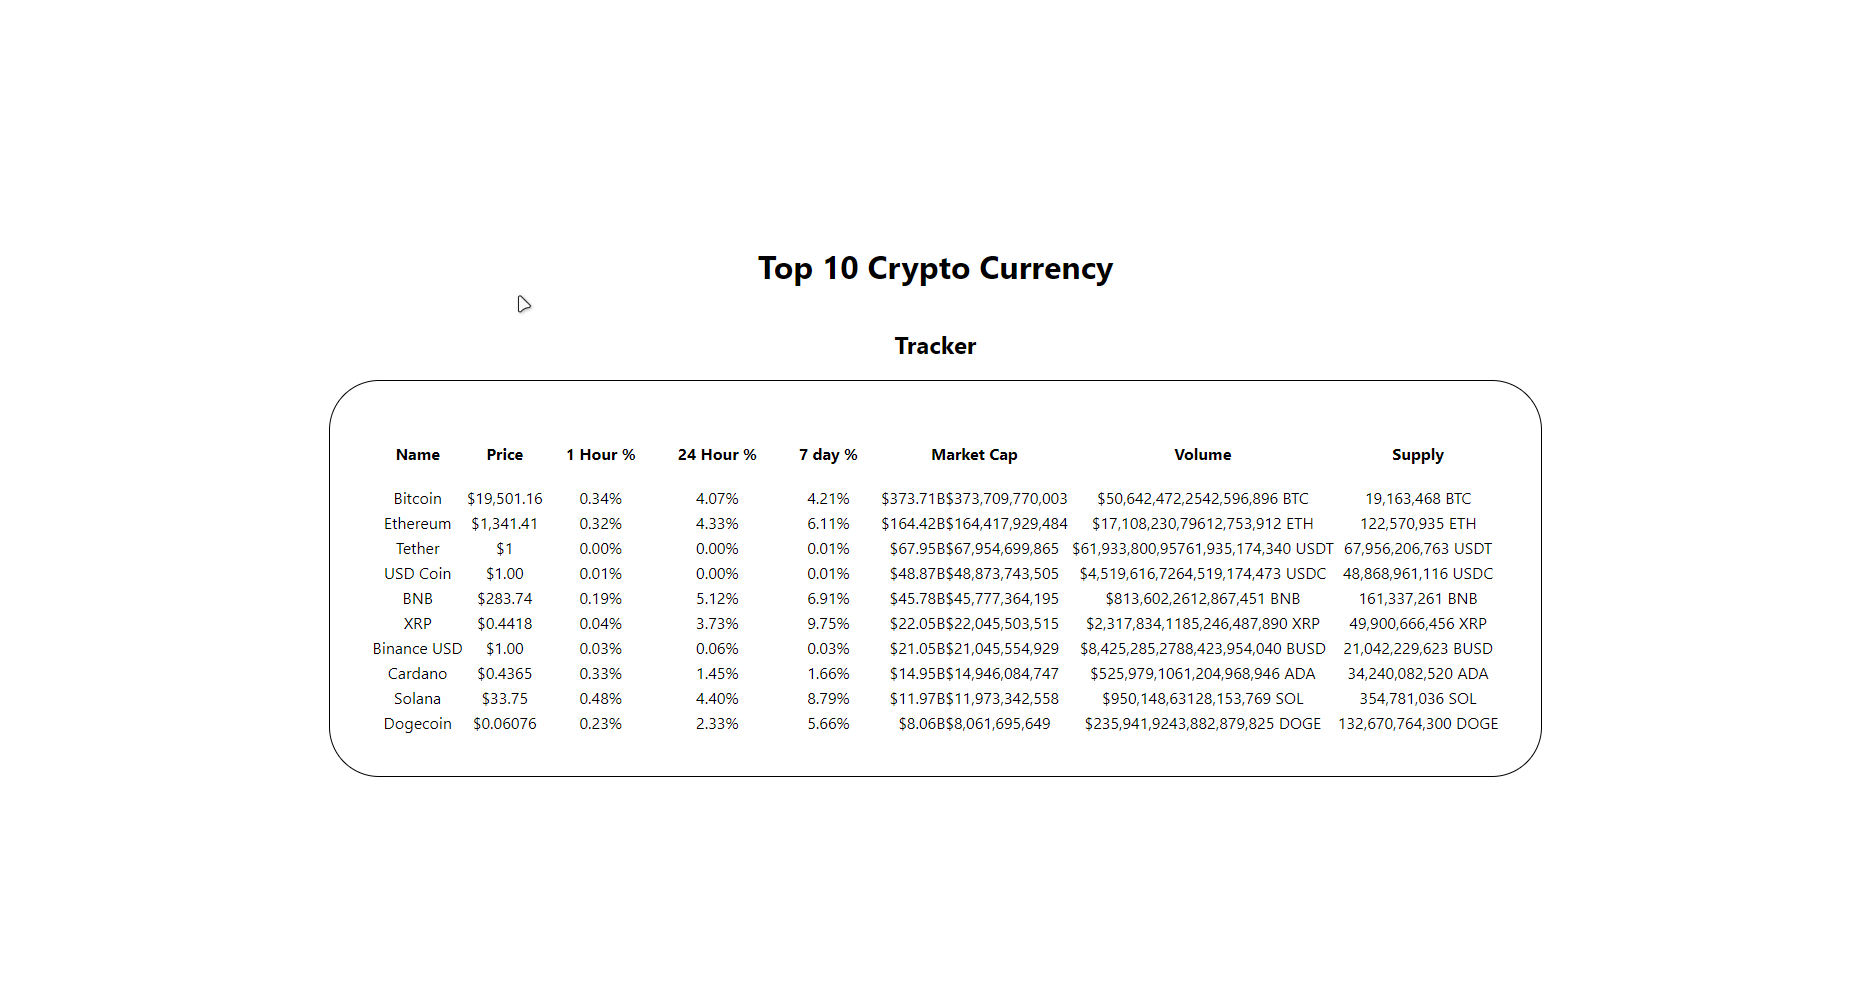 Top 10 Crypto Currency
Tracker
Name Price 1 Hour % 24 Hour % 7 day % Market Cap Volume Supply
Bitcoin $19,501.16 0.34% 4.07% 4.21% $373.71B$373,709,770,003 $50,642,472,2542,596,896 BTC 19,163,468 BTC
Ethereum $1,341.41 0.32% 4.33% 6.11% $164.42B$164,417,929,484 $17,108,230,79612,753,912 ETH 122,570,935 ETH
Tether $1 0.00% 0.00% 0.01% $67.95B$67,954,699,865 $61,933,800,95761,935,174,340 USDT 67,956,206,763 USDT
USD Coin $1.00 0.01% 0.00% 0.01% $48.87B$48,873,743,505 $4,519,616,7264,519,174,473 USDC 48,868,961,116 USDC
BNB $283.74 0.19% 5.12% 6.91% $45.78B$45,777,364,195 $813,602,2612,867,451 BNB 161,337,261 BNB
XRP $0.4418 0.04% 3.73% 9.75% $22.05B$22,045,503,515 $2,317,834,1185,246,487,890 XRP 49,900,666,456 XRP
Binance USD $1.00 0.03% 0.06% 0.03% $21.05B$21,045,554,929 $8,425,285,2788,423,954,040 BUSD 21,042,229,623 BUSD
Cardano $0.4365 0.33% 1.45% 1.66% $14.95B$14,946,084,747 $525,979,1061,204,968,946 ADA 34,240,082,520 ADA
Solana $33.75 0.48% 4.40% 8.79% $11.97B$11,973,342,558 $950,148,63128,153,769 SOL 354,781,036 SOL
Dogecoin $0.06076 0.23% 2.33% 5.66% $8.06B$8,061,695,649 $235,941,9243,882,879,825 DOGE 132,670,764,300 DOGE